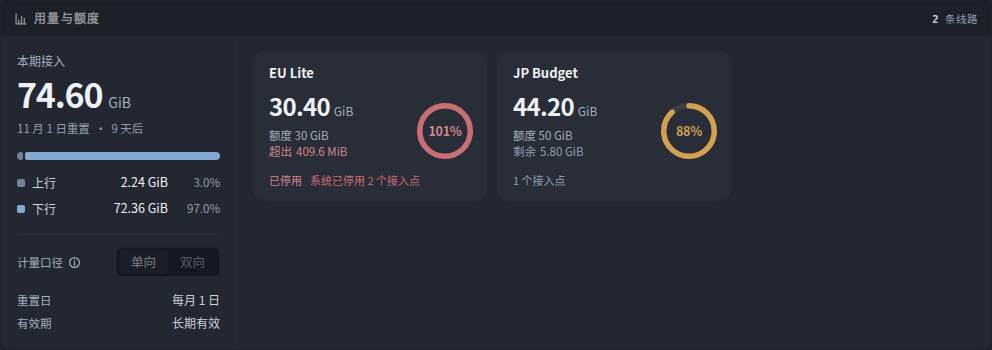 用量与额度
2 条线路
本期接入
74.60 GiB
11 月 1 日重置 • 9 天后
上行 2.24 GiB 3.0%
下行 72.36 GiB 97.0%
计量口径 单向 双向
重置日 每月 1 日
有效期 长期有效
EU Lite
30.40 GiB
额度 30 GiB
超出 409.6 MiB
101%
已停用 系统已停用 2 个接入点
JP Budget
44.20 GiB
额度 50 GiB
剩余 5.80 GiB
88%
1 个接入点